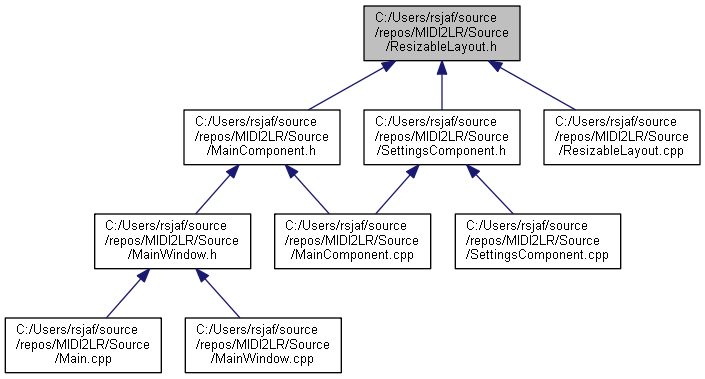 C:/Users/rsjaf/source
/repos/MIDI2LR/Source
/ResizableLayout.h
C:/Users/rsjaf/source
/repos/MIDI2LR/Source
/MainComponent.h
C:/Users/rsjaf/source
/repos/MIDI2LR/Source
/SettingsComponent.h
C:/Users/rsjaf/source
/repos/MIDI2LR/Source
/ResizableLayout.cpp
C:/Users/rsjaf/source
/repos/MIDI2LR/Source
/MainWindow.h
C:/Users/rsjaf/source
/repos/MIDI2LR/Source
/MainComponent.cpp
C:/Users/rsjaf/source
/repos/MIDI2LR/Source
/SettingsComponent.cpp
C:/Users/rsjaf/source
/repos/MIDI2LR/Source
/Main.cpp
C:/Users/rsjaf/source
/repos/MIDI2LR/Source
/MainWindow.cpp